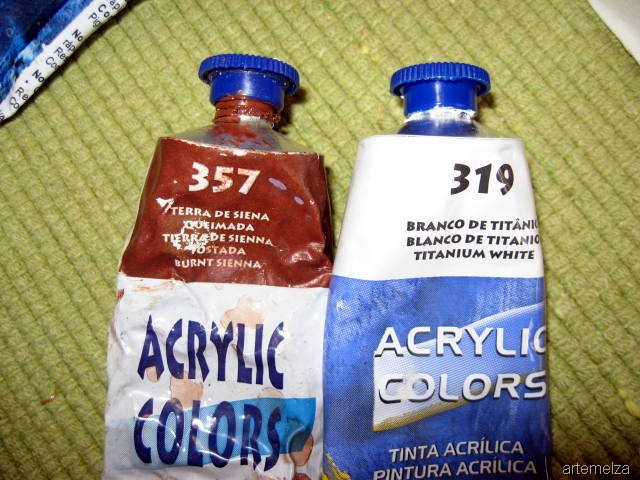 357
TERRA DE SIENA
QUEIMADA
TIERRA DE SIENNA
TOSTADA
BURNT SIENNA
ACRYLIC
COLORS
319
BRANCO DE TITÂNIO
BLANCO DE TITANIO
TITANIUM WHITE
ACRYLIC
COLORS
TINTA ACRÍLICA
PINTURA ACRÍLICA
artemelza